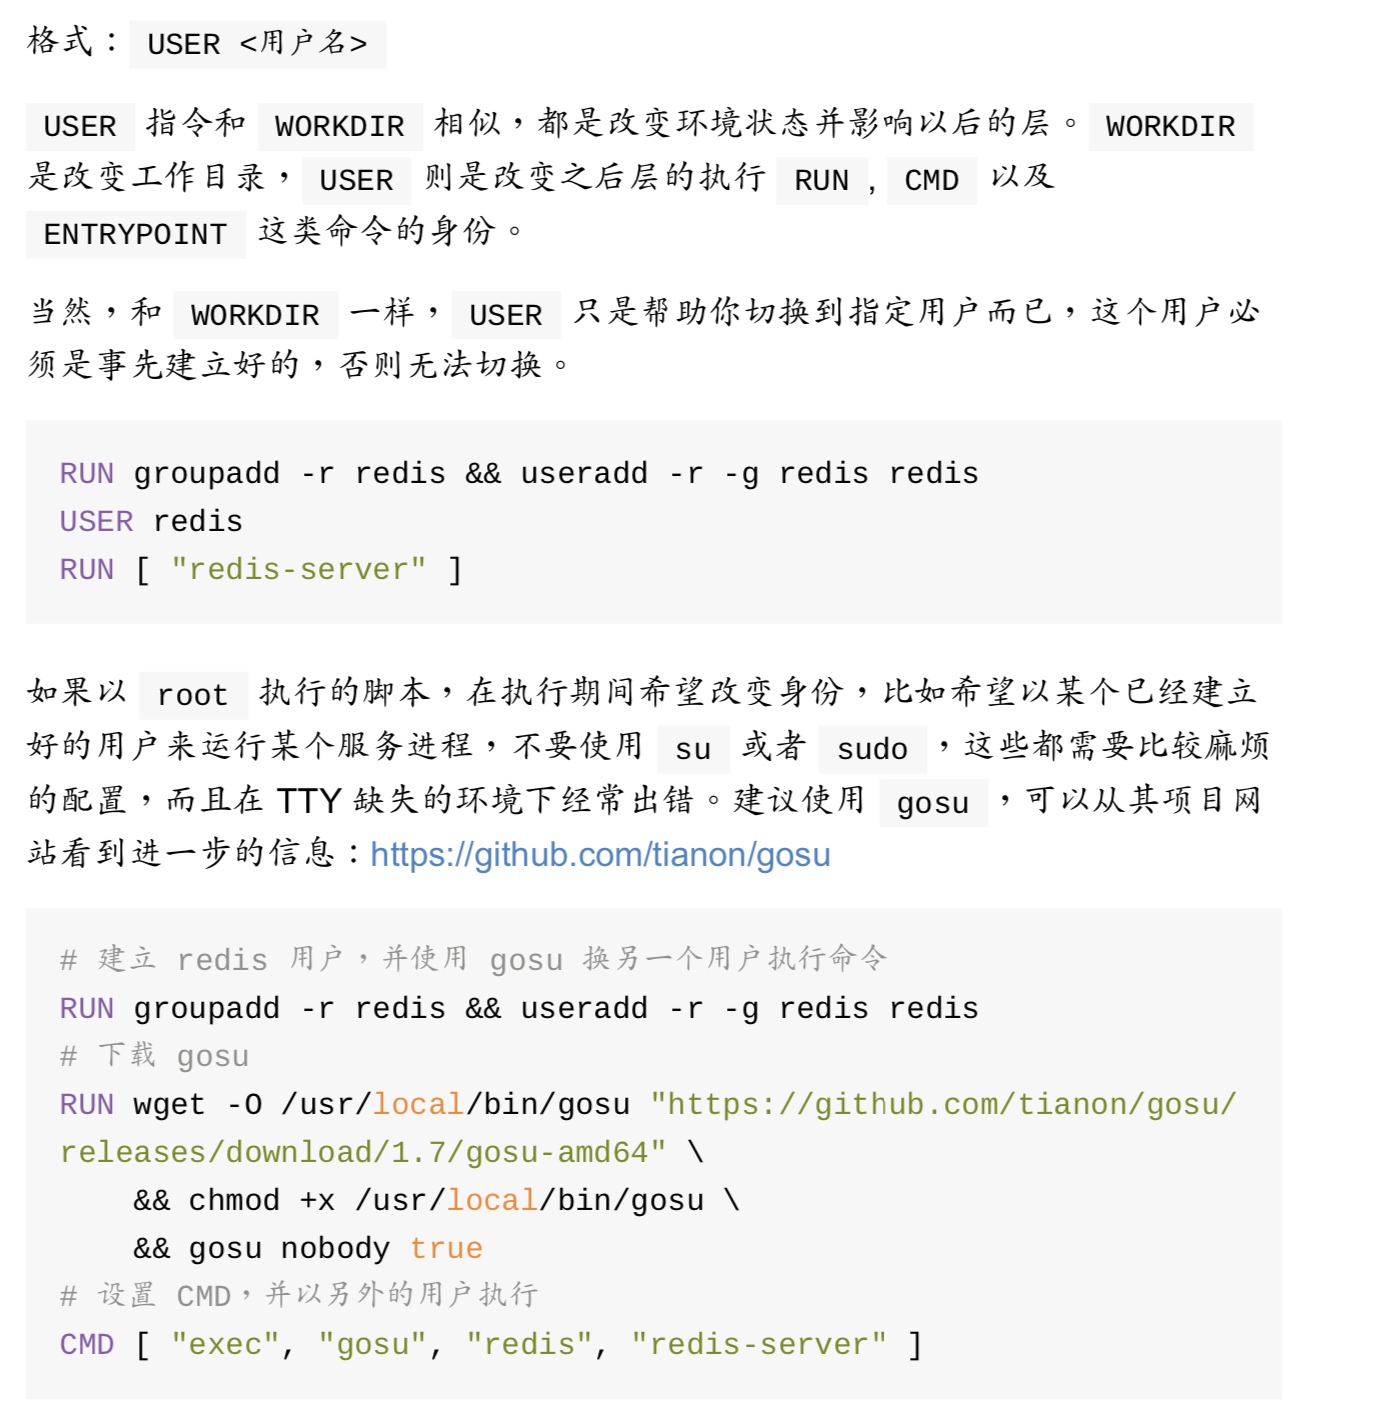 格式：USER <用户名>
USER 指令和 WORKDIR 相似，都是改变环境状态并影响以后的层。WORKDIR
是改变工作目录，USER 则是改变之后层的执行 RUN, CMD 以及
ENTRYPOINT 这类命令的身份。
当然，和 WORKDIR 一样，USER 只是帮助你切换到指定用户而已，这个用户必
须是事先建立好的，否则无法切换。
RUN groupadd -r redis && useradd -r -g redis redis
USER redis
RUN [ "redis-server" ]
如果以 root 执行的脚本，在执行期间希望改变身份，比如希望以某个已经建立
好的用户来运行某个服务进程，不要使用 su 或者 sudo，这些都需要比较麻烦
的配置，而且在 TTY 缺失的环境下经常出错。建议使用 gosu，可以从其项目网
站看到进一步的信息：https://github.com/tianon/gosu
# 建立 redis 用户，并使用 gosu 换另一个用户执行命令
RUN groupadd -r redis && useradd -r -g redis redis
# 下载 gosu
RUN wget -O /usr/local/bin/gosu "https://github.com/tianon/gosu/
releases/download/1.7/gosu-amd64" \
    && chmod +x /usr/local/bin/gosu \
    && gosu nobody true
# 设置 CMD，并以另外的用户执行
CMD [ "exec", "gosu", "redis", "redis-server" ]